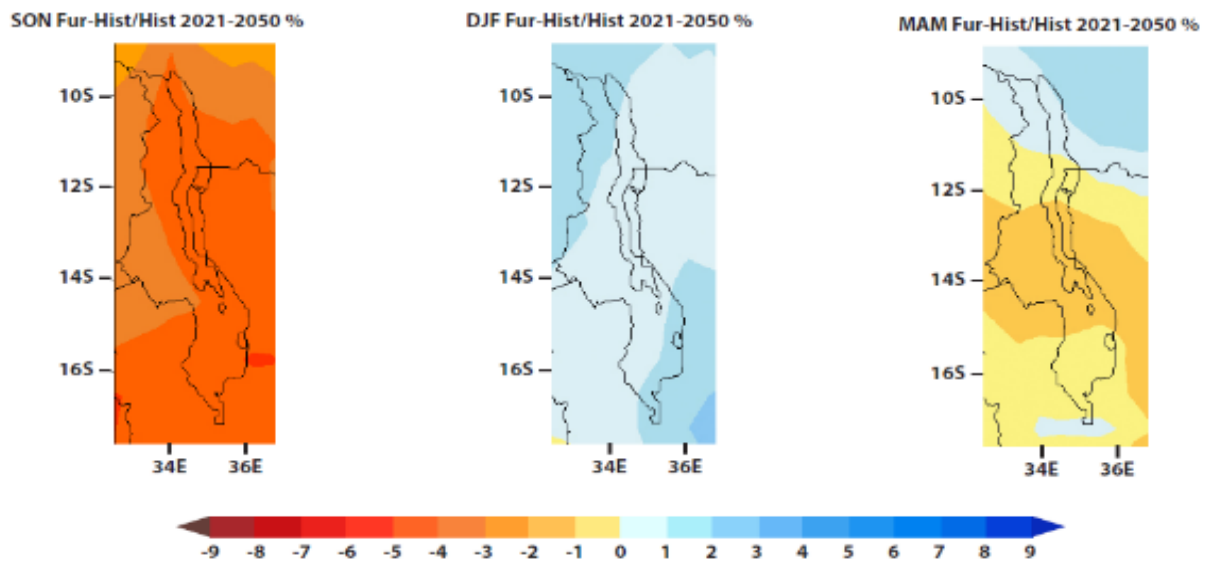 SON Fur-Hist/Hist 2021-2050 %
DJF Fur-Hist/Hist 2021-2050 %
MAM Fur-Hist/Hist 2021-2050 %
10S
12S
14S
16S
34E 36E
10S
12S
14S
16S
34E 36E
10S
12S
14S
16S
34E 36E
-9 -8 -7 -6 -5 -4 -3 -2 -1 0 1 2 3 4 5 6 7 8 9